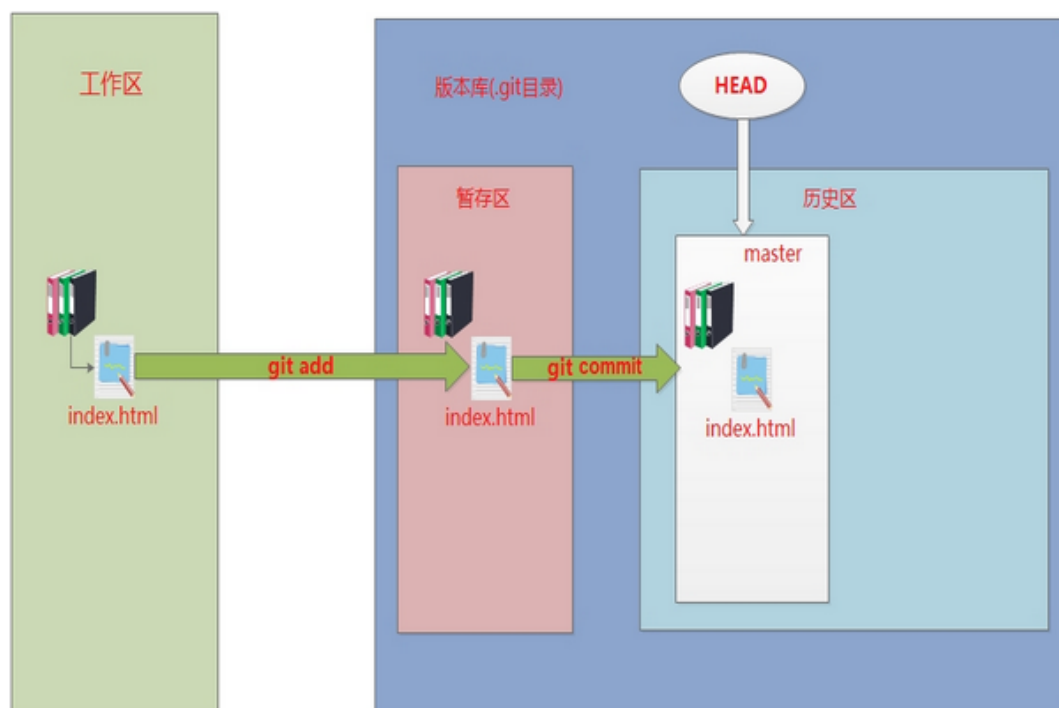 工作区
版本库(.git目录)
HEAD
暂存区
历史区
master
git add
git commit
index.html
index.html
index.html